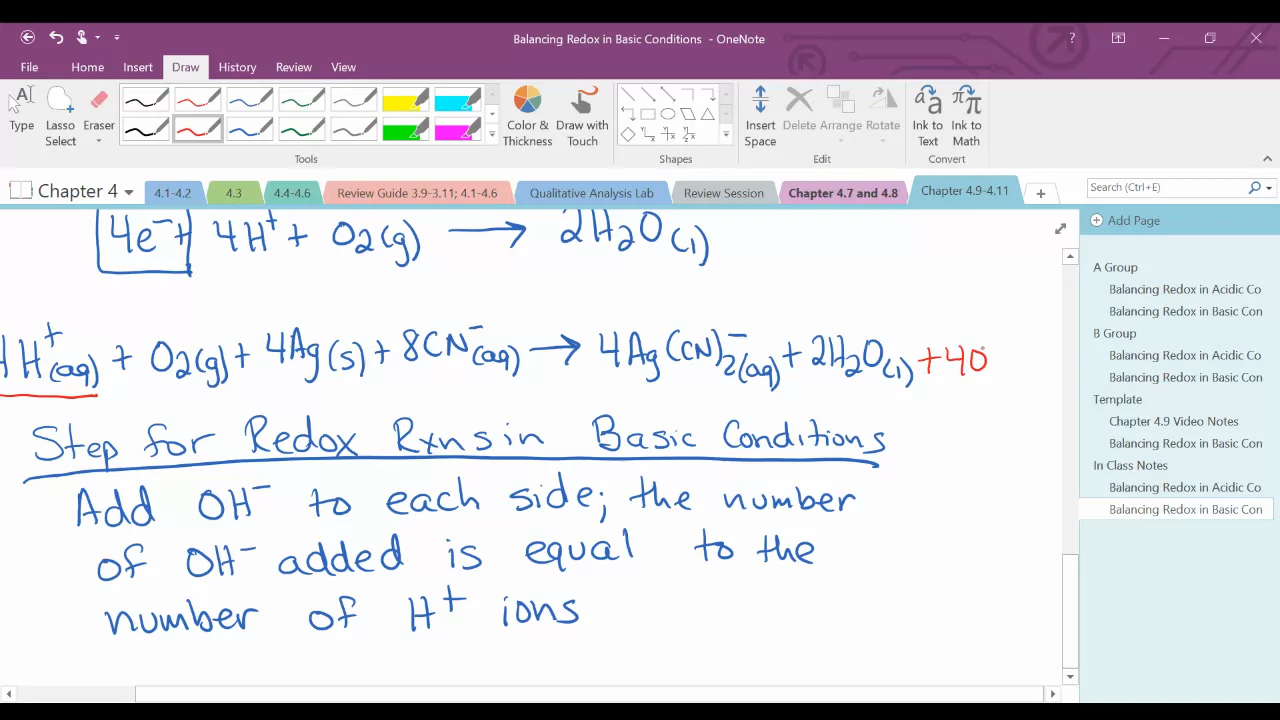 Balancing Redox in Basic Conditions - OneNote
?
File Home Insert Draw History Review View
Type
Lasso Select
Eraser
Color & Thickness
Draw with Touch
Insert Space
Delete
Arrange
Rotate
Ink to Text
Ink to Math
Tools
Shapes
Edit
Convert
Chapter 4
4.1-4.2
4.3
4.4-4.6
Review Guide 3.9-3.11; 4.1-4.6
Qualitative Analysis Lab
Review Session
Chapter 4.7 and 4.8
Chapter 4.9-4.11
Search (Ctrl+E)
4e⁻ + 4H⁺ + O₂(g) → 2H₂O(l)
4H⁺(aq) + O₂(g) + 4Ag(s) + 8CN⁻(aq) → 4Ag(CN)₂⁻(aq) + 2H₂O(l) + 4O
Step for Redox Rxns in Basic Conditions
Add OH⁻ to each side; the number
of OH⁻ added is equal to the
number of H⁺ ions
Add Page
A Group
Balancing Redox in Acidic Co
Balancing Redox in Basic Con
B Group
Balancing Redox in Acidic Co
Balancing Redox in Basic Con
Template
Chapter 4.9 Video Notes
Balancing Redox in Basic Con
In Class Notes
Balancing Redox in Acidic Co
Balancing Redox in Basic Con